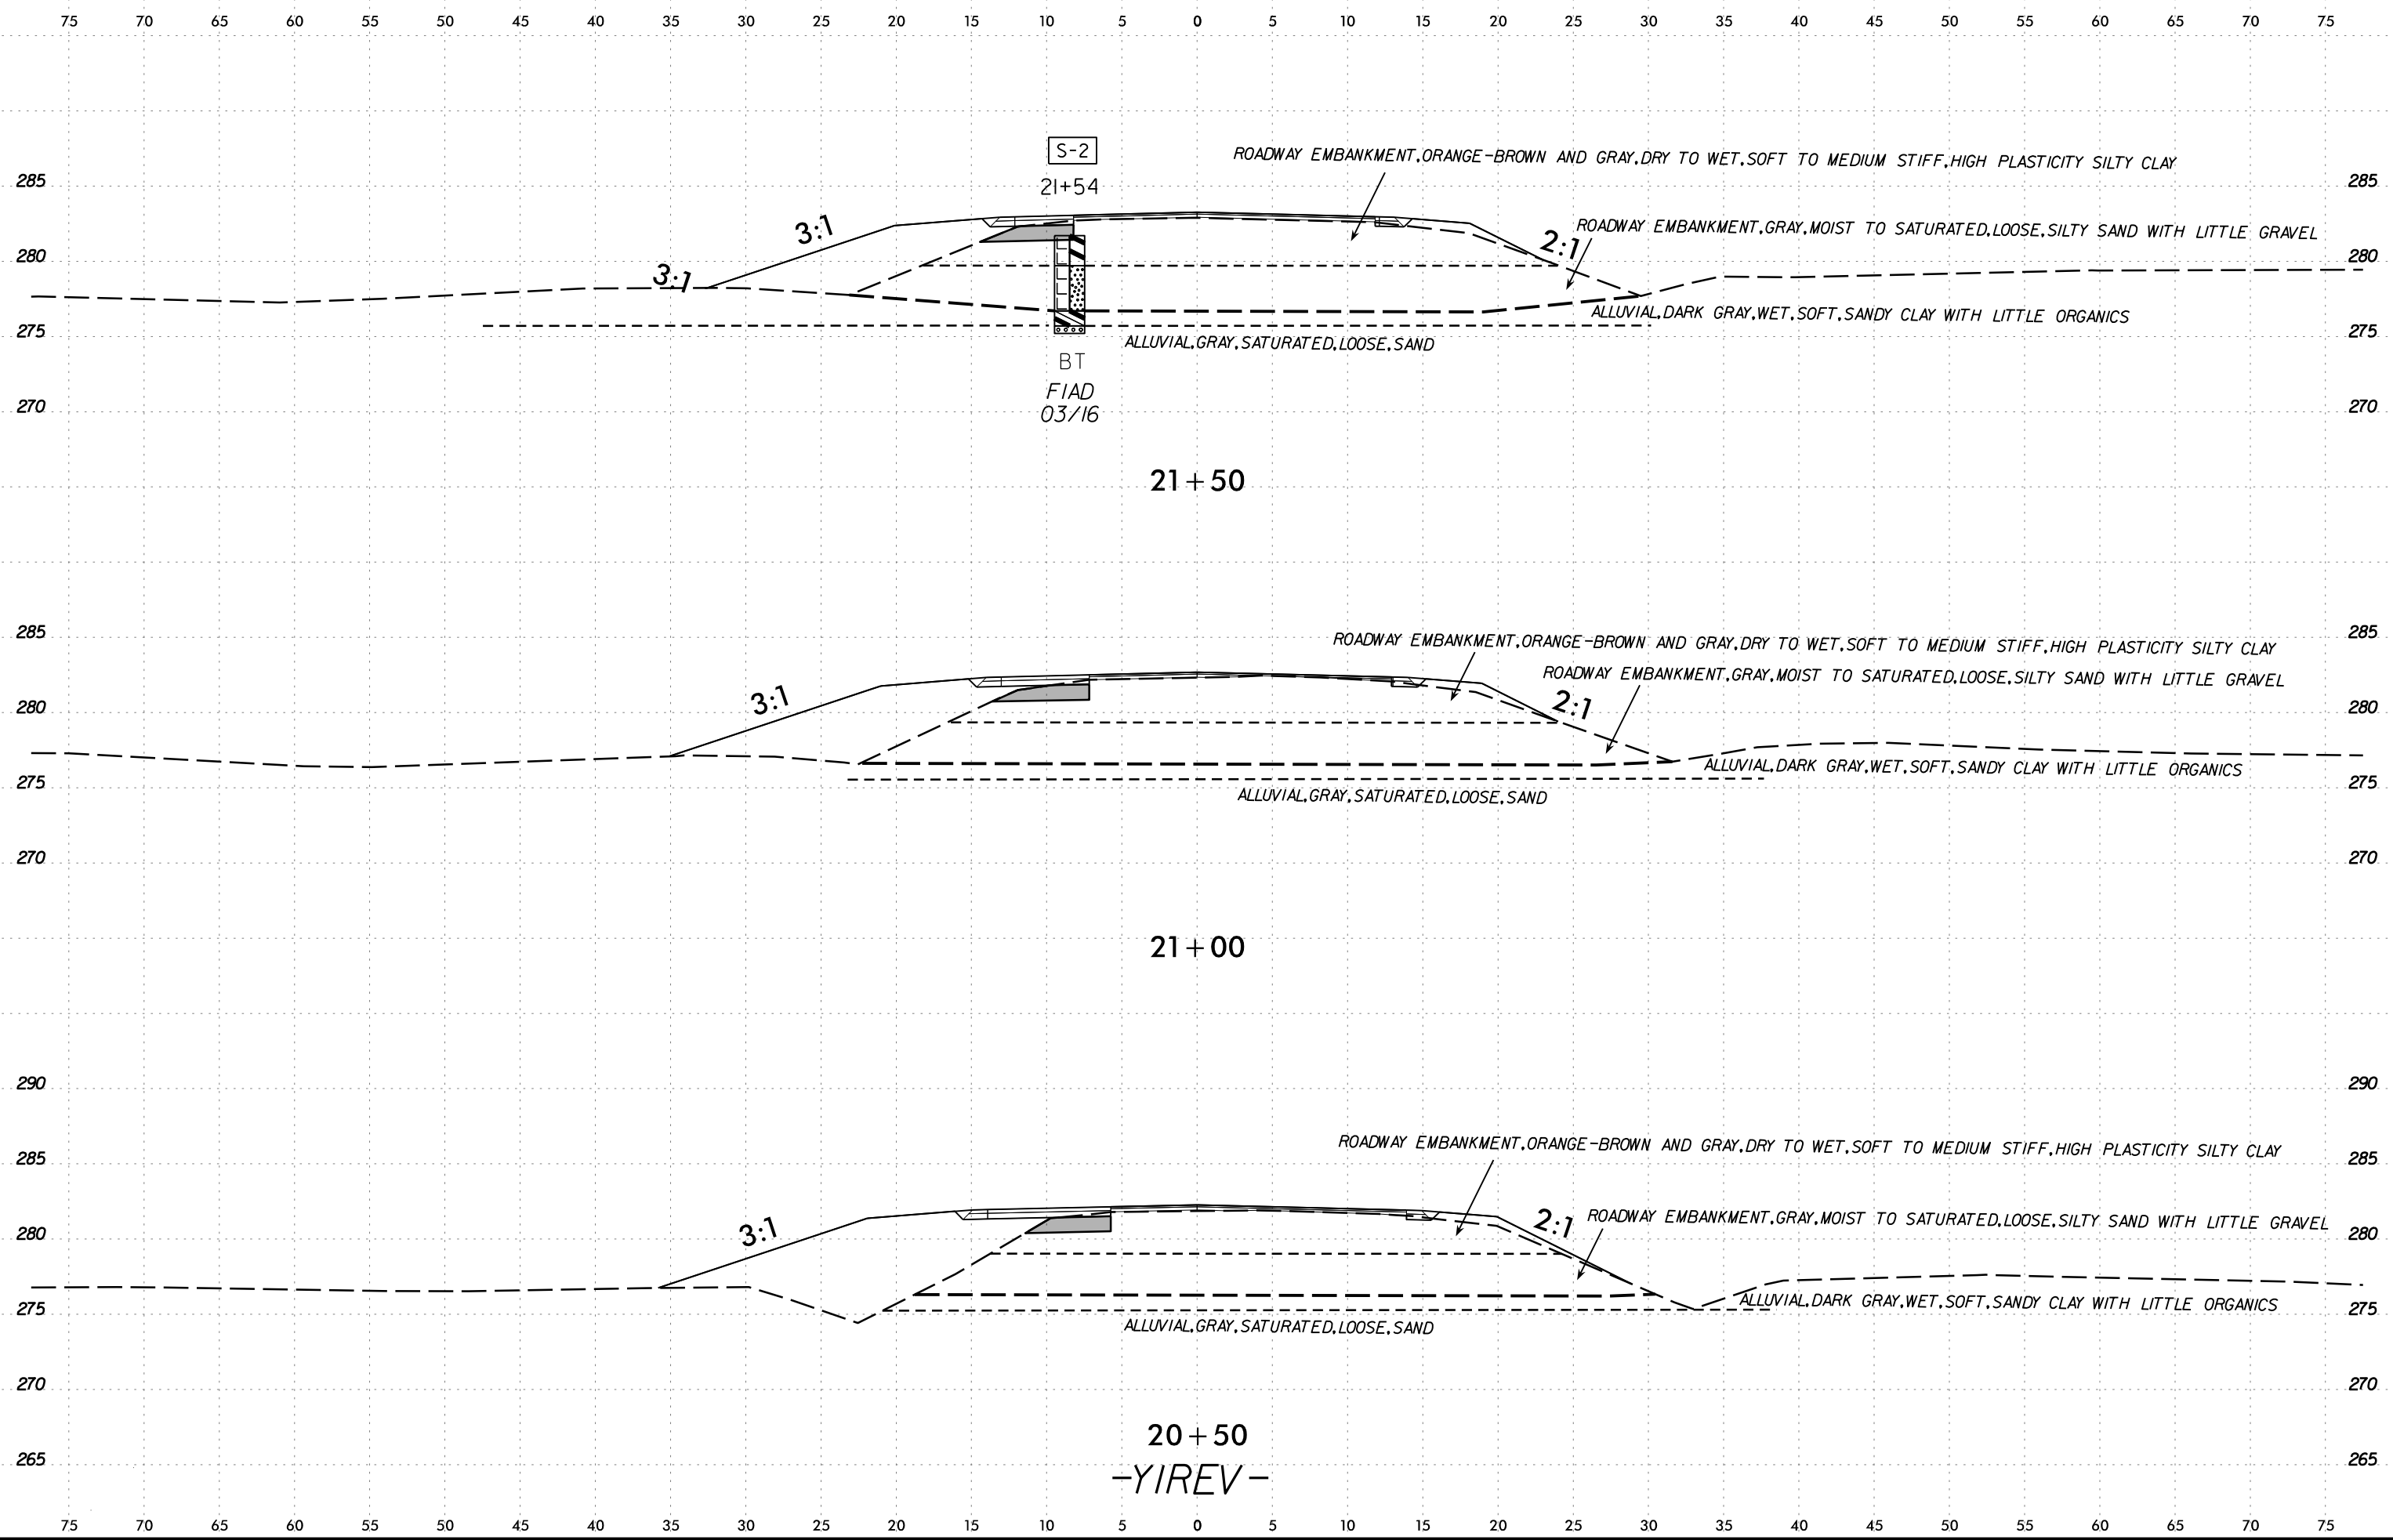 75 70 65 60 55 50 45 40 35 30 25 20 15 10 5 0 5 10 15 20 25 30 35 40 45 50 55 60 65 70 75
S-2
ROADWAY EMBANKMENT,ORANGE-BROWN AND GRAY,DRY TO WET,SOFT TO MEDIUM STIFF,HIGH PLASTICITY SILTY CLAY
285 21+54 285
3:1 2:1 ROADWAY EMBANKMENT,GRAY,MOIST TO SATURATED,LOOSE,SILTY SAND WITH LITTLE GRAVEL
280 280
3:1
ALLUVIAL,DARK GRAY,WET,SOFT,SANDY CLAY WITH LITTLE ORGANICS
275 275
ALLUVIAL,GRAY,SATURATED,LOOSE,SAND
BT
FIAD
270 270
03/16
21+50
285 285
ROADWAY EMBANKMENT,ORANGE-BROWN AND GRAY,DRY TO WET,SOFT TO MEDIUM STIFF,HIGH PLASTICITY SILTY CLAY
ROADWAY EMBANKMENT,GRAY,MOIST TO SATURATED,LOOSE,SILTY SAND WITH LITTLE GRAVEL
3:1 2:1
280 280
ALLUVIAL,DARK GRAY,WET,SOFT,SANDY CLAY WITH LITTLE ORGANICS
275 275
ALLUVIAL,GRAY,SATURATED,LOOSE,SAND
270 270
21+00
290 290
ROADWAY EMBANKMENT,ORANGE-BROWN AND GRAY,DRY TO WET,SOFT TO MEDIUM STIFF,HIGH PLASTICITY SILTY CLAY
285 285
3:1 2:1 ROADWAY EMBANKMENT,GRAY,MOIST TO SATURATED,LOOSE,SILTY SAND WITH LITTLE GRAVEL
280 280
ALLUVIAL,DARK GRAY,WET,SOFT,SANDY CLAY WITH LITTLE ORGANICS
275 275
ALLUVIAL,GRAY,SATURATED,LOOSE,SAND
270 270
20+50
265 265
-Y1REV-
75 70 65 60 55 50 45 40 35 30 25 20 15 10 5 0 5 10 15 20 25 30 35 40 45 50 55 60 65 70 75